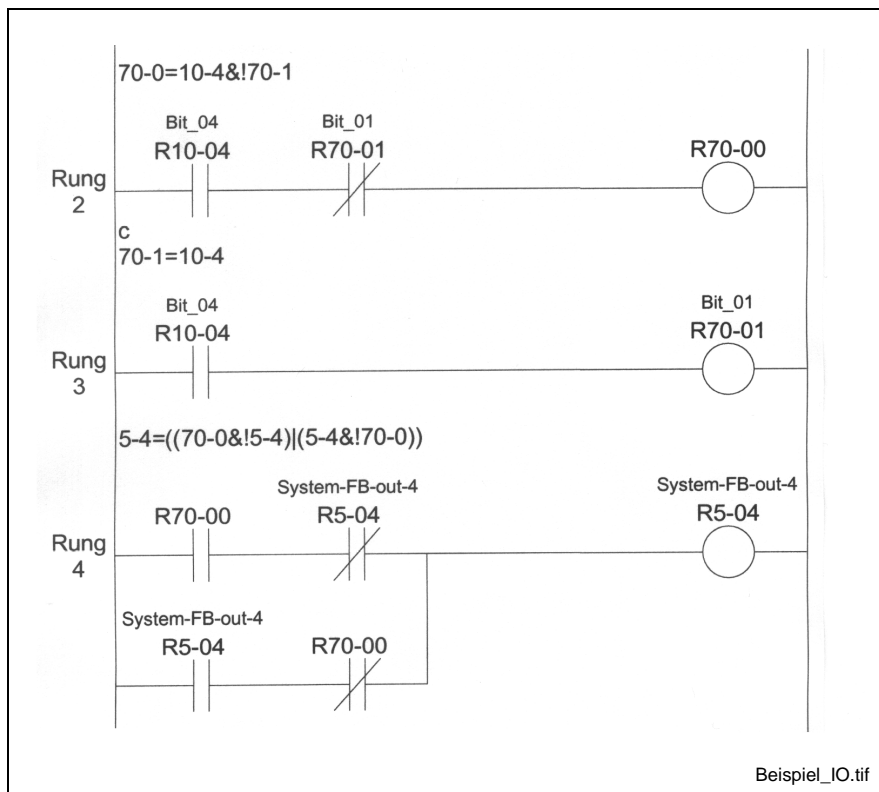 70-0=10-4&!70-1
Bit_04 Bit_01
R10-04 R70-01 R70-00
Rung
2
c
70-1=10-4
Bit_04 Bit_01
R10-04 R70-01
Rung
3
5-4=((70-0&!5-4)|(5-4&!70-0))
System-FB-out-4 System-FB-out-4
R70-00 R5-04 R5-04
Rung
4
System-FB-out-4
R5-04 R70-00
Beispiel_IO.tif